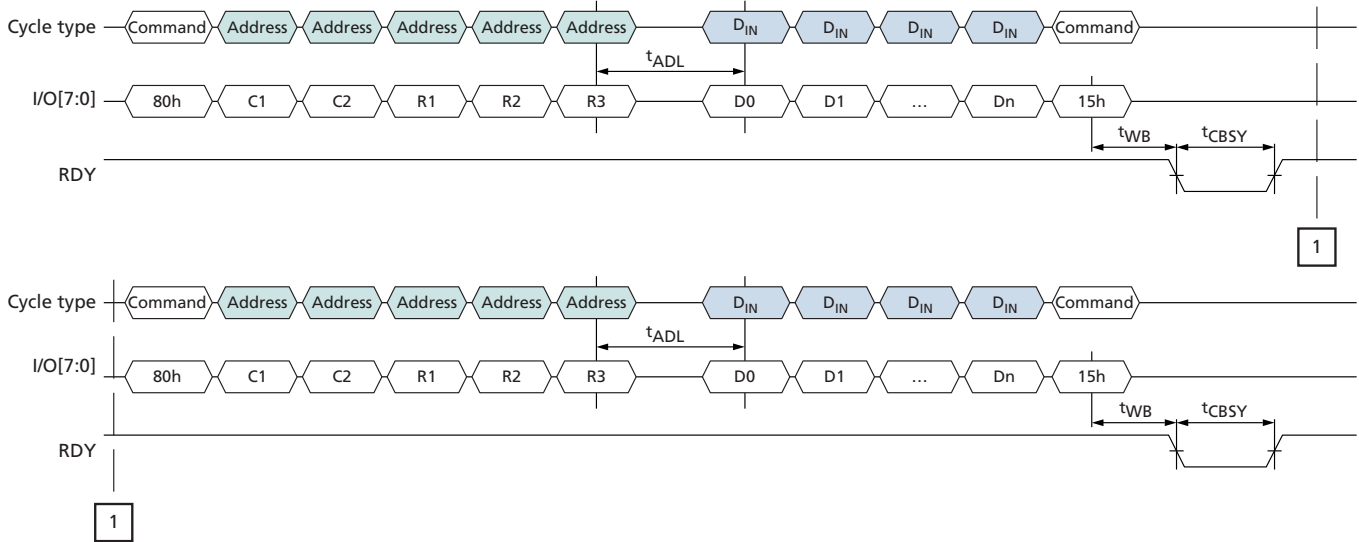 Cycle type Command Address Address Address Address Address DIN DIN DIN DIN Command
tADL
I/O[7:0] 80h C1 C2 R1 R2 R3 D0 D1 … Dn 15h
tWB tCBSY
RDY
1
Cycle type Command Address Address Address Address Address DIN DIN DIN DIN Command
tADL
I/O[7:0] 80h C1 C2 R1 R2 R3 D0 D1 … Dn 15h
tWB tCBSY
RDY
1